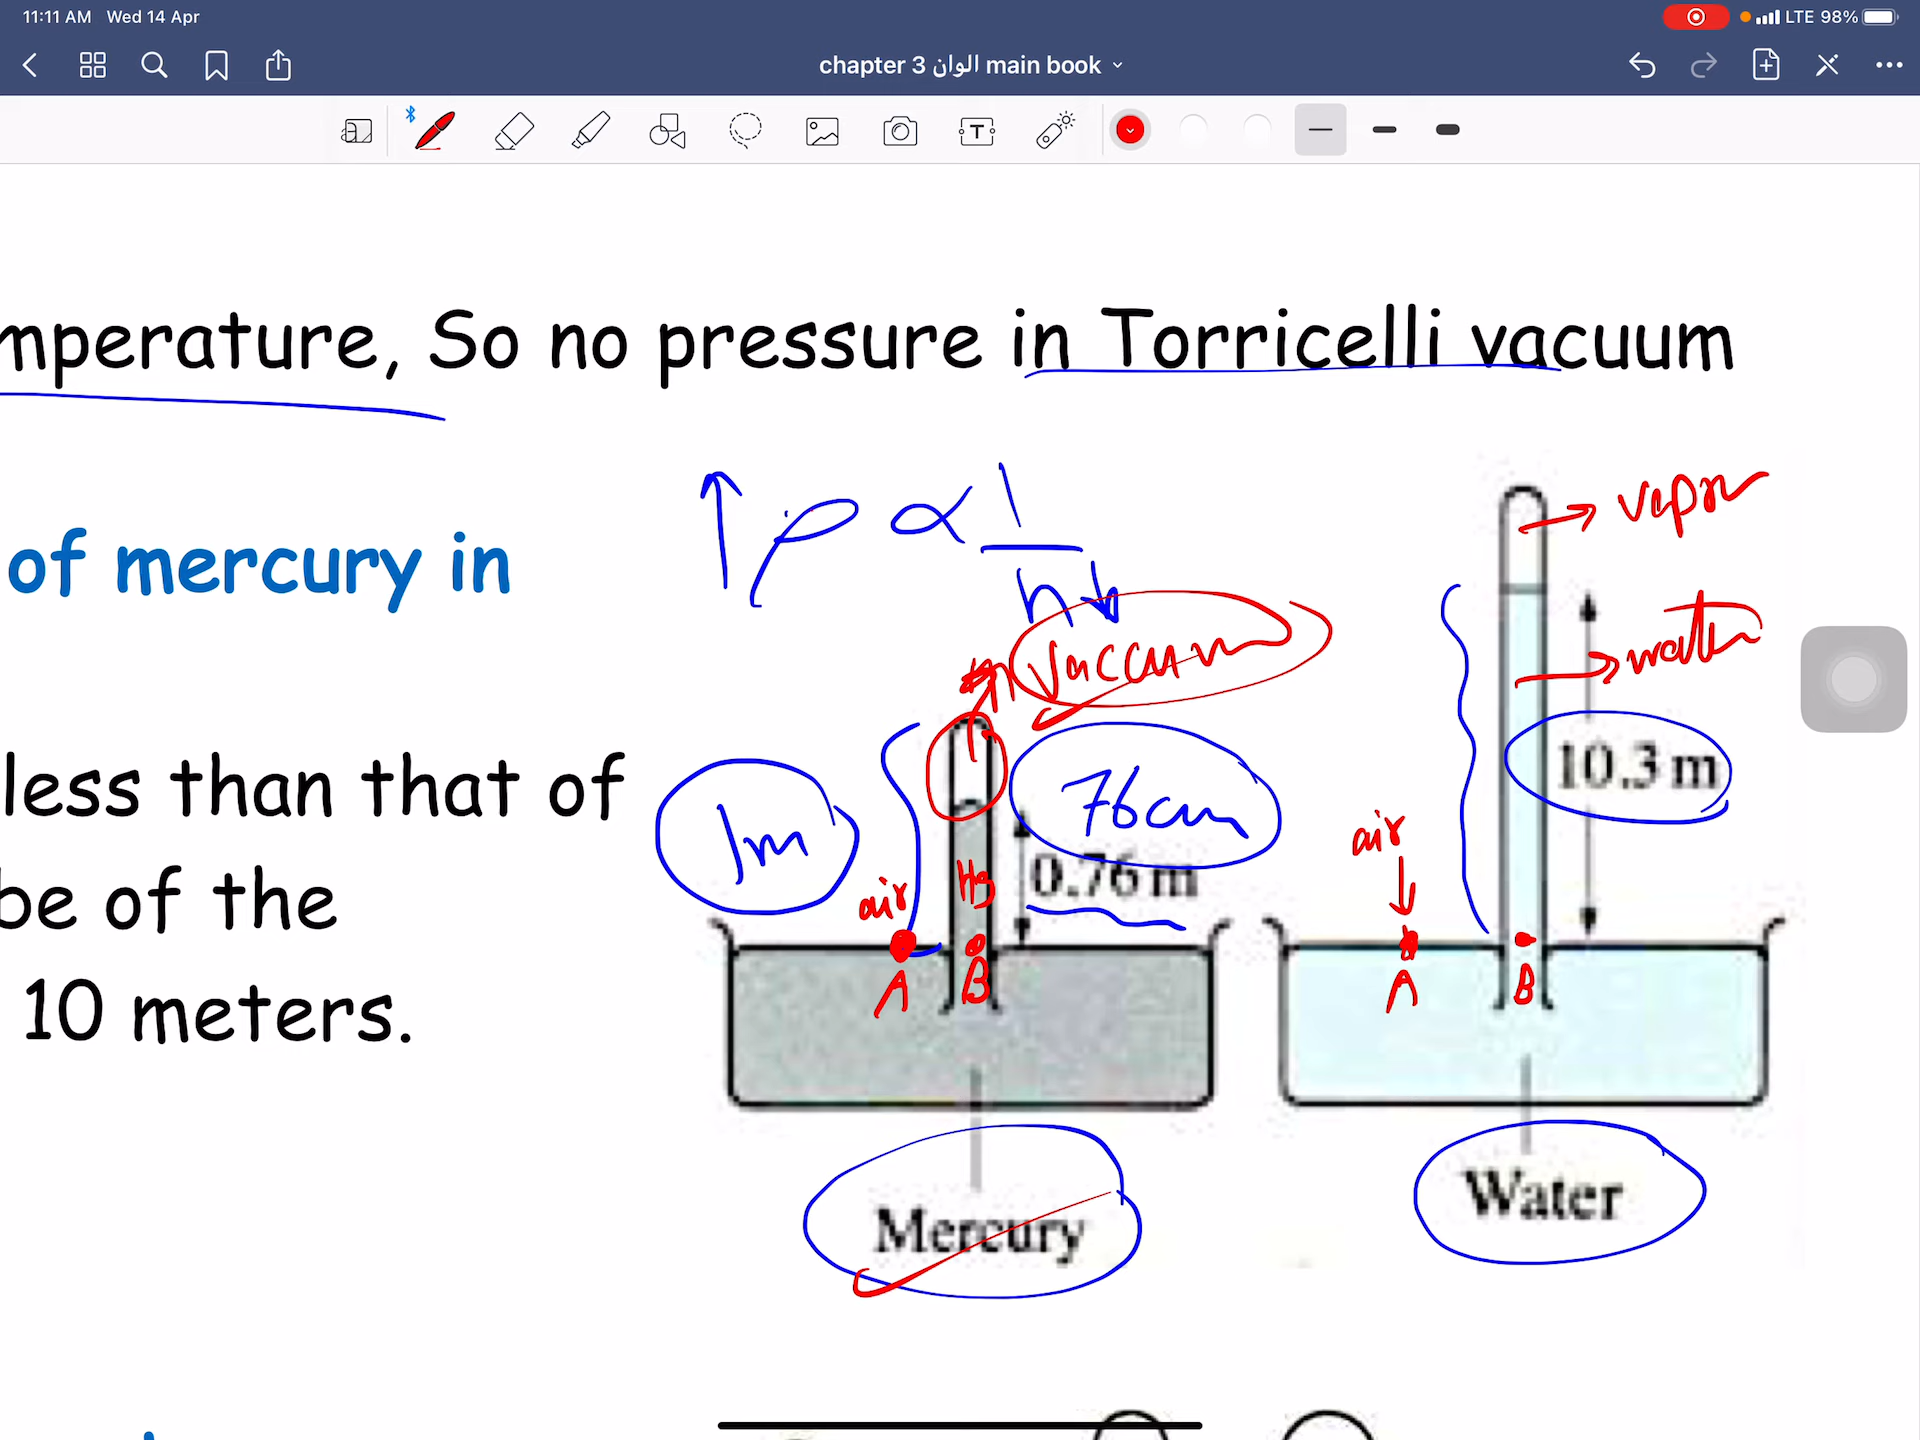 11:11 AM Wed 14 Apr
LTE 98%
chapter 3 الوان main book
mperature, So no pressure in Torricelli vacuum
ρ ∝ 1
h
of mercury in
vapor
water
Vaccum
less than that of
1m
76cm
10.3 m
air
Hg
0.76 m
air
be of the
A
B
A
B
10 meters.
Mercury
Water